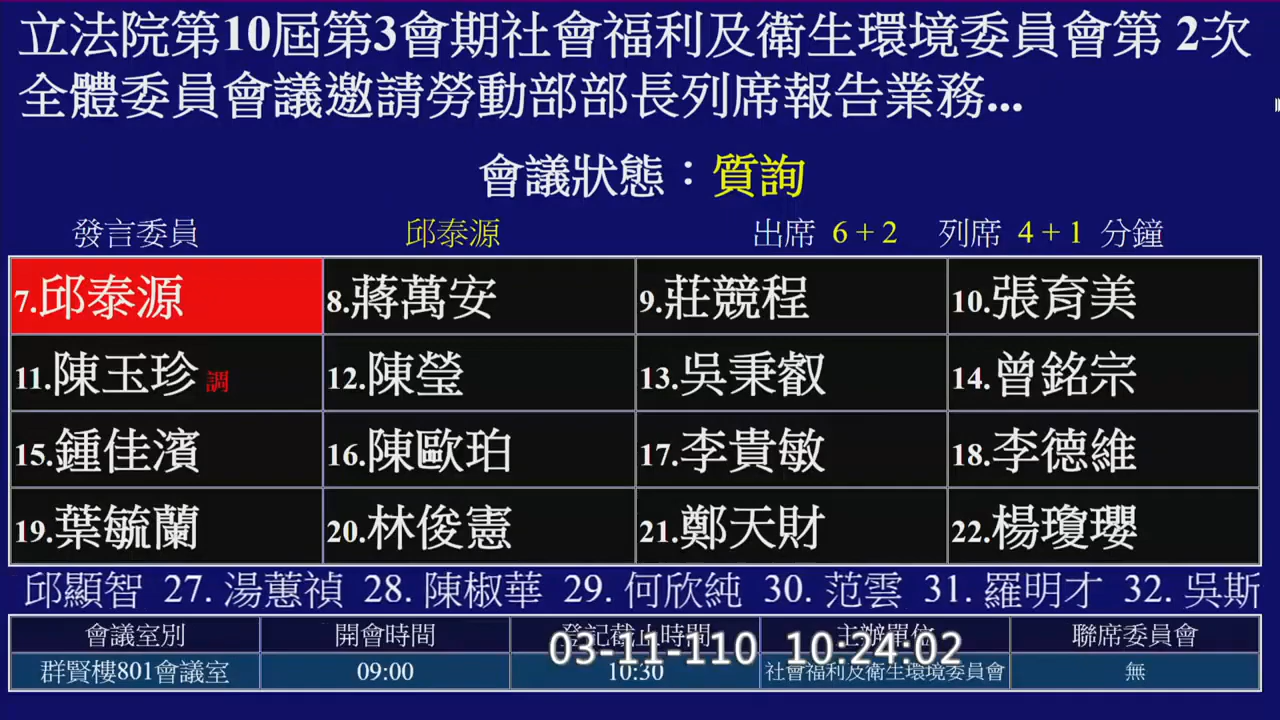 立法院第10屆第3會期社會福利及衛生環境委員會第 2次
全體委員會議邀請勞動部部長列席報告業務...
會議狀態：質詢
發言委員 邱泰源 出席 6 + 2 列席 4 + 1 分鐘
7.邱泰源 8.蔣萬安 9.莊競程 10.張育美
11.陳玉珍 調 12.陳瑩 13.吳秉叡 14.曾銘宗
15.鍾佳濱 16.陳歐珀 17.李貴敏 18.李德維
19.葉毓蘭 20.林俊憲 21.鄭天財 22.楊瓊瓔
邱顯智 27. 湯蕙禎 28. 陳椒華 29. 何欣純 30. 范雲 31. 羅明才 32. 吳斯
會議室別 開會時間 登記截止時間 主辦單位 聯席委員會
03-11-110 10:24:02
群賢樓801會議室 09:00 10:30 社會福利及衛生環境委員會 無